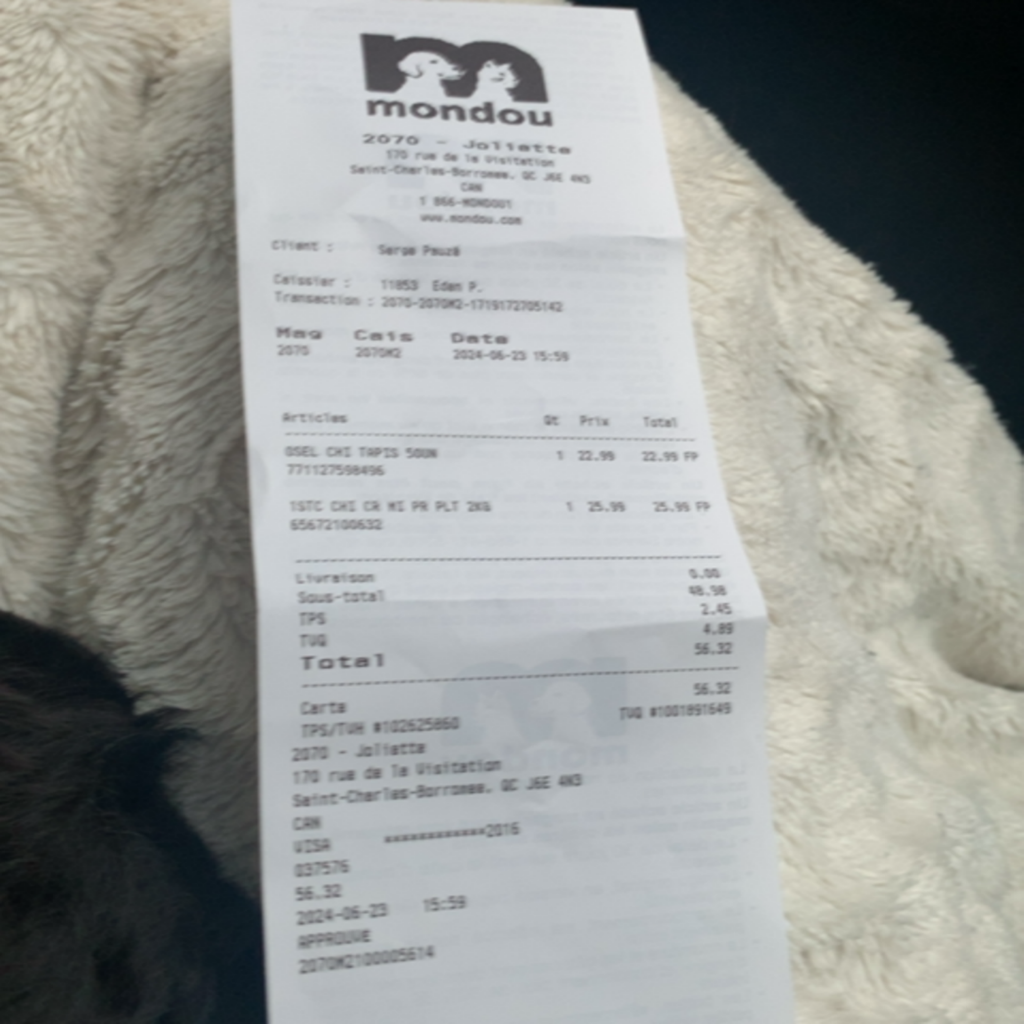 mondou
2070 - Joliette
170 rue de la Visitation
Saint-Charles-Borromee, QC J6E 4N3
CAN
1 866-MONDOU1
www.mondou.com
Client : Serge Pauzé
Caissier : 11853 Eden P.
Transaction : 2070-2070M2-1719172705142
Mag Cais Date
2070 2070M2 2024-06-23 15:59
Articles Qt Prix Total
OSEL CHI TAPIS 50UN 1 22.99 22.99 FP
771127598496
1STC CHI CR MI PR PLT 2KG 1 25.99 25.99 FP
65672100632
Livraison 0.00
Sous-total 48.98
TPS 2.45
TVQ 4.89
Total 56.32
Carte 56.32
TPS/TVH #102625860 TVQ #1001891649
2070 - Joliette
170 rue de la Visitation
Saint-Charles-Borromee, QC J6E 4N3
CAN
VISA ************2016
037576
56.32
2024-06-23 15:59
APPROUVE
2070M2100005614